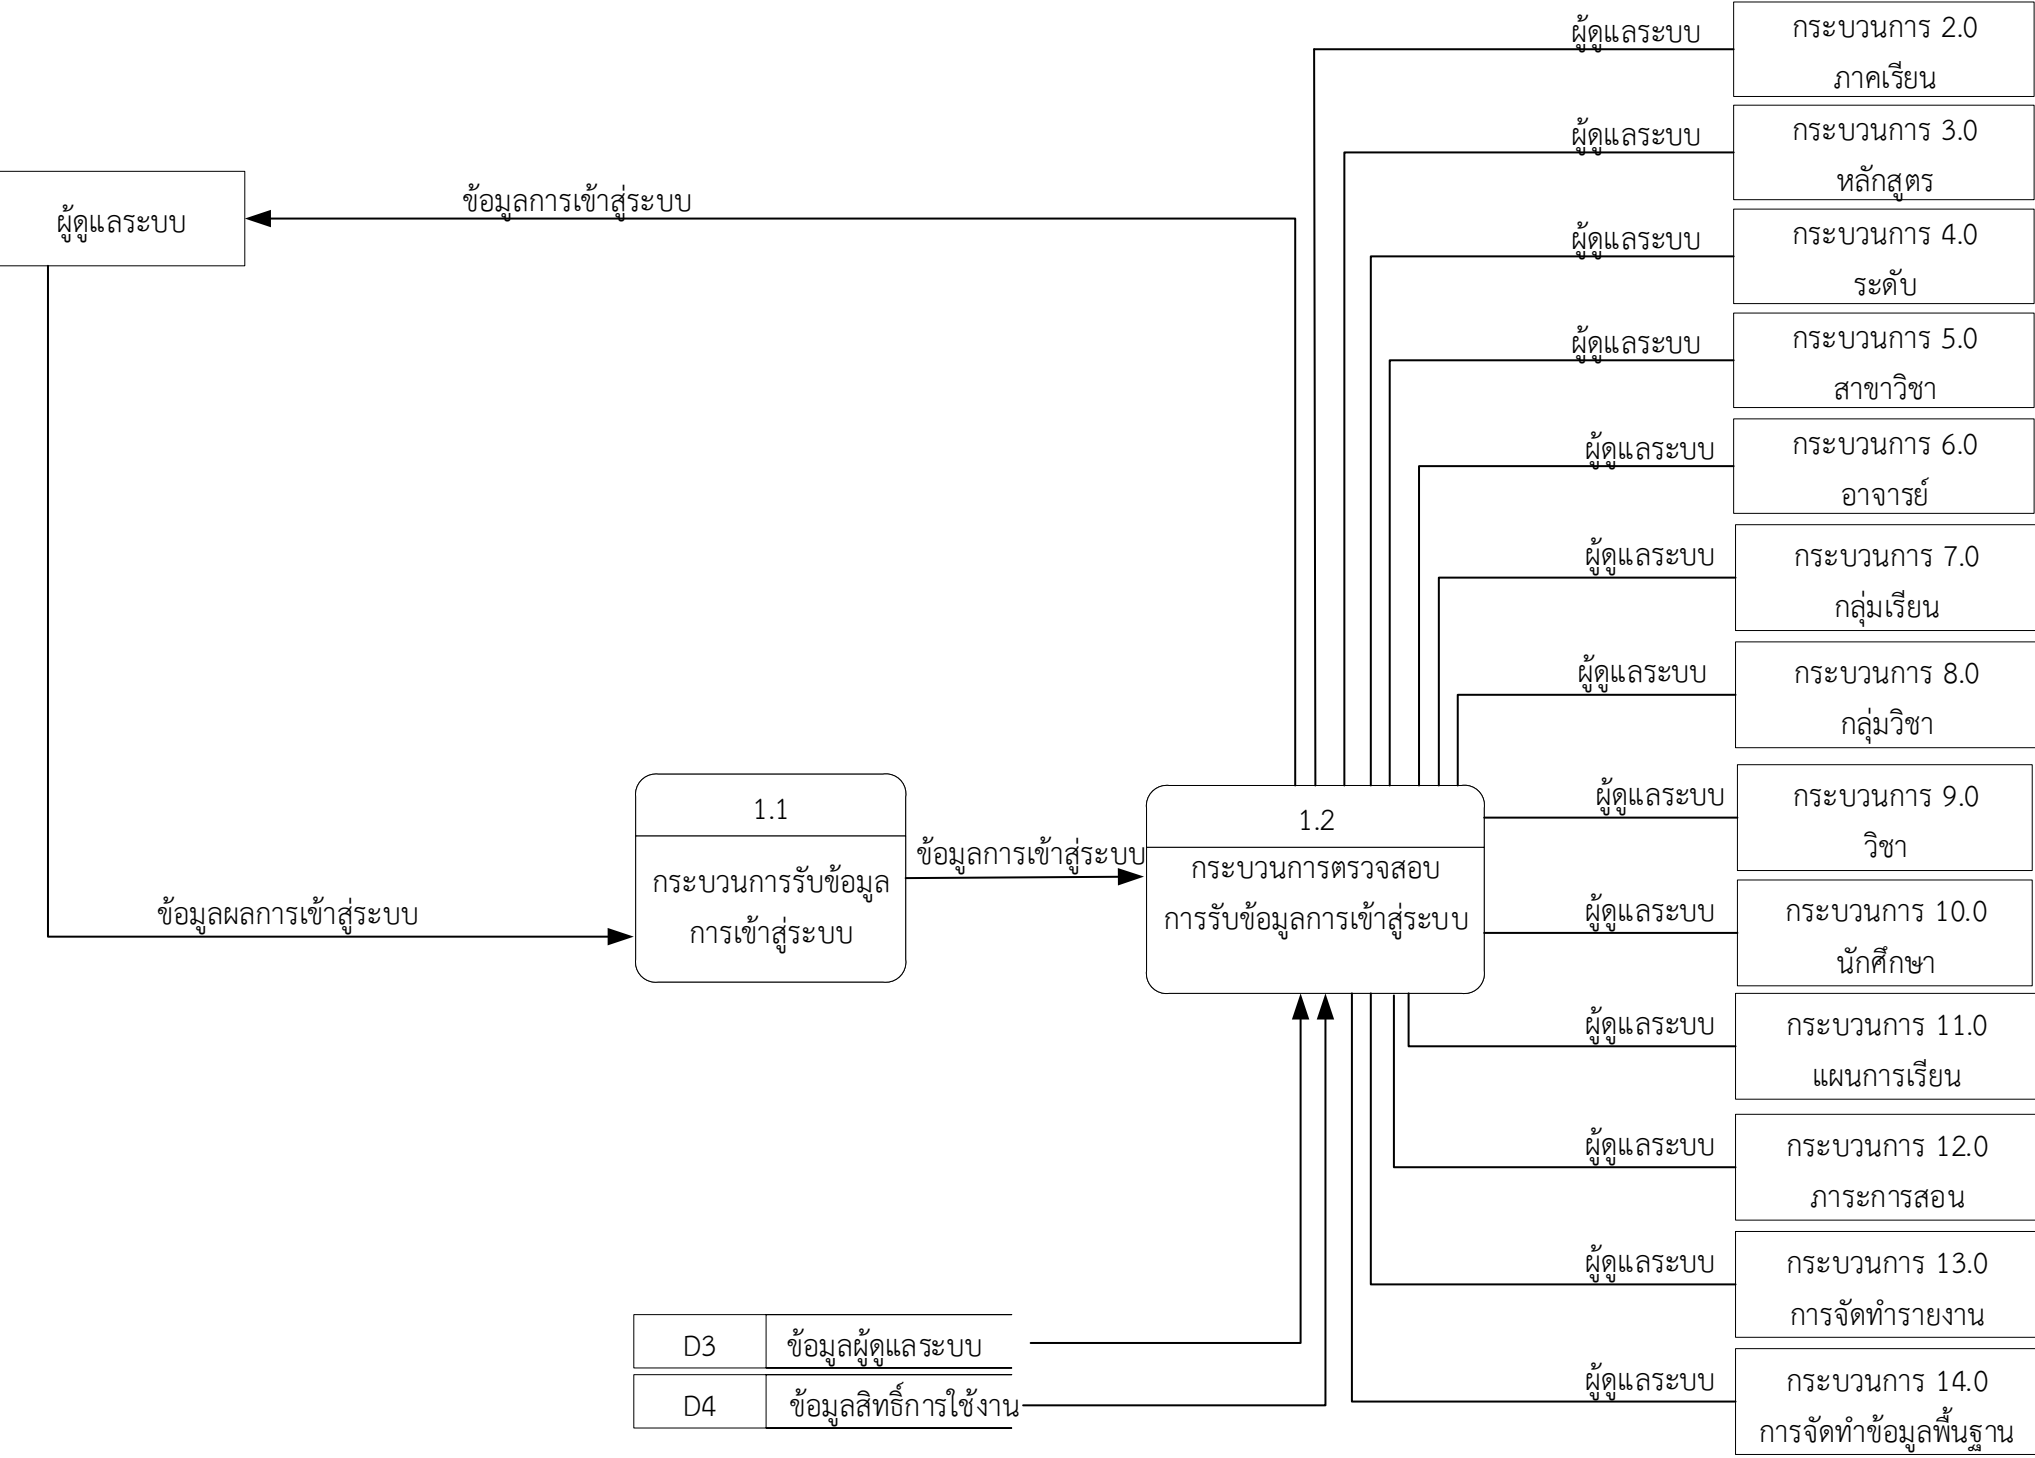 ผู้ดูแลระบบ
กระบวนการ 2.0
ภาคเรียน
ผู้ดูแลระบบ
กระบวนการ 3.0
หลักสูตร
ผู้ดูแลระบบ
ข้อมูลการเข้าสู่ระบบ
ผู้ดูแลระบบ
กระบวนการ 4.0
ระดับ
ผู้ดูแลระบบ
กระบวนการ 5.0
สาขาวิชา
ผู้ดูแลระบบ
กระบวนการ 6.0
อาจารย์
ผู้ดูแลระบบ
กระบวนการ 7.0
กลุ่มเรียน
ผู้ดูแลระบบ
กระบวนการ 8.0
กลุ่มวิชา
1.1
กระบวนการรับข้อมูล
การเข้าสู่ระบบ
ข้อมูลการเข้าสู่ระบบ
1.2
กระบวนการตรวจสอบ
การรับข้อมูลการเข้าสู่ระบบ
ข้อมูลผลการเข้าสู่ระบบ
ผู้ดูแลระบบ
กระบวนการ 9.0
วิชา
ผู้ดูแลระบบ
กระบวนการ 10.0
นักศึกษา
ผู้ดูแลระบบ
กระบวนการ 11.0
แผนการเรียน
ผู้ดูแลระบบ
กระบวนการ 12.0
ภาระการสอน
ผู้ดูแลระบบ
กระบวนการ 13.0
การจัดทำรายงาน
D3 ข้อมูลผู้ดูแลระบบ
D4 ข้อมูลสิทธิ์การใช้งาน
ผู้ดูแลระบบ
กระบวนการ 14.0
การจัดทำข้อมูลพื้นฐาน